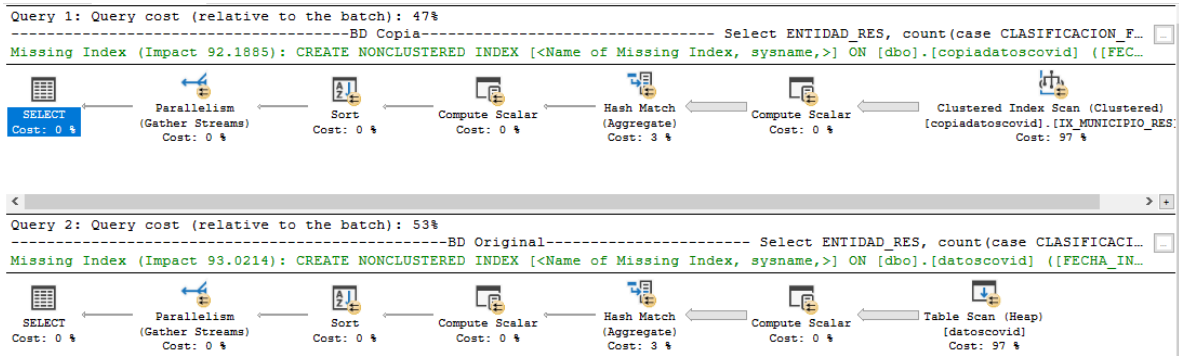 Query 1: Query cost (relative to the batch): 47%
--------------------------------------BD Copia------------------------------ Select ENTIDAD_RES, count(case CLASIFICACION_F…
Missing Index (Impact 92.1885): CREATE NONCLUSTERED INDEX [<Name of Missing Index, sysname,>] ON [dbo].[copiadatoscovid] ([FEC…
SELECT
Cost: 0 %
Parallelism
(Gather Streams)
Cost: 0 %
Sort
Cost: 0 %
Compute Scalar
Cost: 0 %
Hash Match
(Aggregate)
Cost: 3 %
Compute Scalar
Cost: 0 %
Clustered Index Scan (Clustered)
[copiadatoscovid].[IX_MUNICIPIO_RES]
Cost: 97 %
Query 2: Query cost (relative to the batch): 53%
-------------------------------------------------BD Original----------------------- Select ENTIDAD_RES, count(case CLASIFICACI…
Missing Index (Impact 93.0214): CREATE NONCLUSTERED INDEX [<Name of Missing Index, sysname,>] ON [dbo].[datoscovid] ([FECHA_IN…
SELECT
Cost: 0 %
Parallelism
(Gather Streams)
Cost: 0 %
Sort
Cost: 0 %
Compute Scalar
Cost: 0 %
Hash Match
(Aggregate)
Cost: 3 %
Compute Scalar
Cost: 0 %
Table Scan (Heap)
[datoscovid]
Cost: 97 %